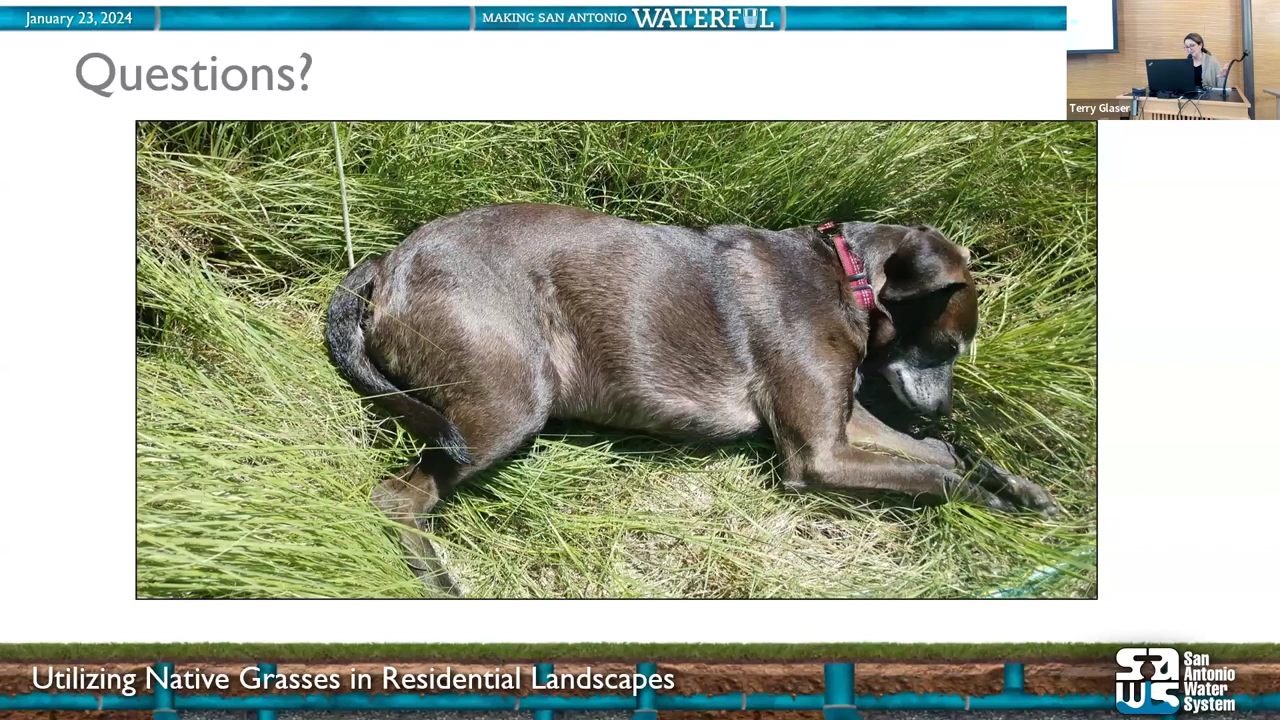 January 23, 2024
MAKING SAN ANTONIO WATERFUL
Questions?
Terry Glaser
Utilizing Native Grasses in Residential Landscapes
SAWS
San
Antonio
Water
System